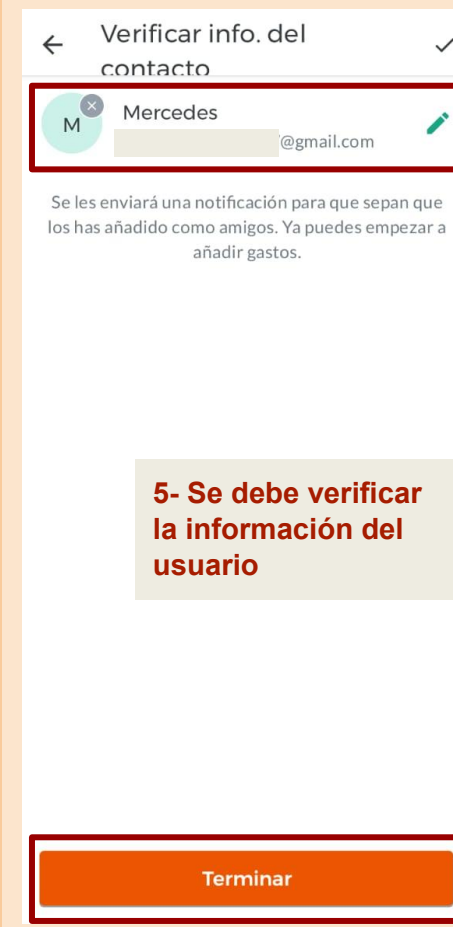 Verificar info. del
contacto
M
Mercedes
@gmail.com
Se les enviará una notificación para que sepan que
los has añadido como amigos. Ya puedes empezar a
añadir gastos.
5- Se debe verificar
la información del
usuario
Terminar